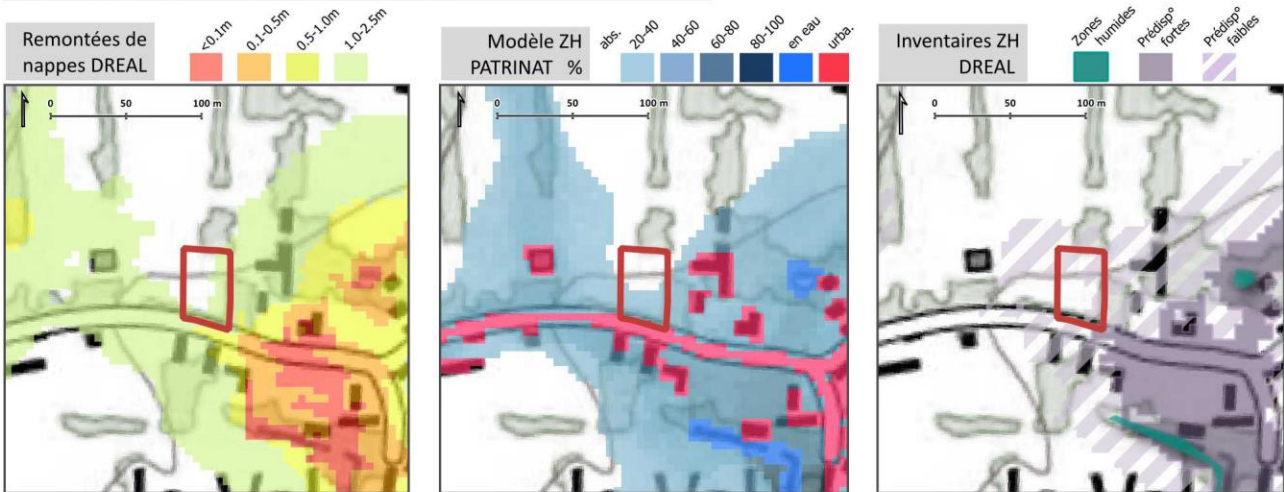 Remontées de
nappes DREAL
<0.1m
0.1-0.5m
0.5-1.0m
1.0-2.5m
0 50 100 m
Modèle ZH
PATRINAT %
abs.
20-40
40-60
60-80
80-100
en eau
urba.
0 50 100 m
Inventaires ZH
DREAL
Zones
humides
Prédisp°
fortes
Prédisp°
faibles
0 50 100 m